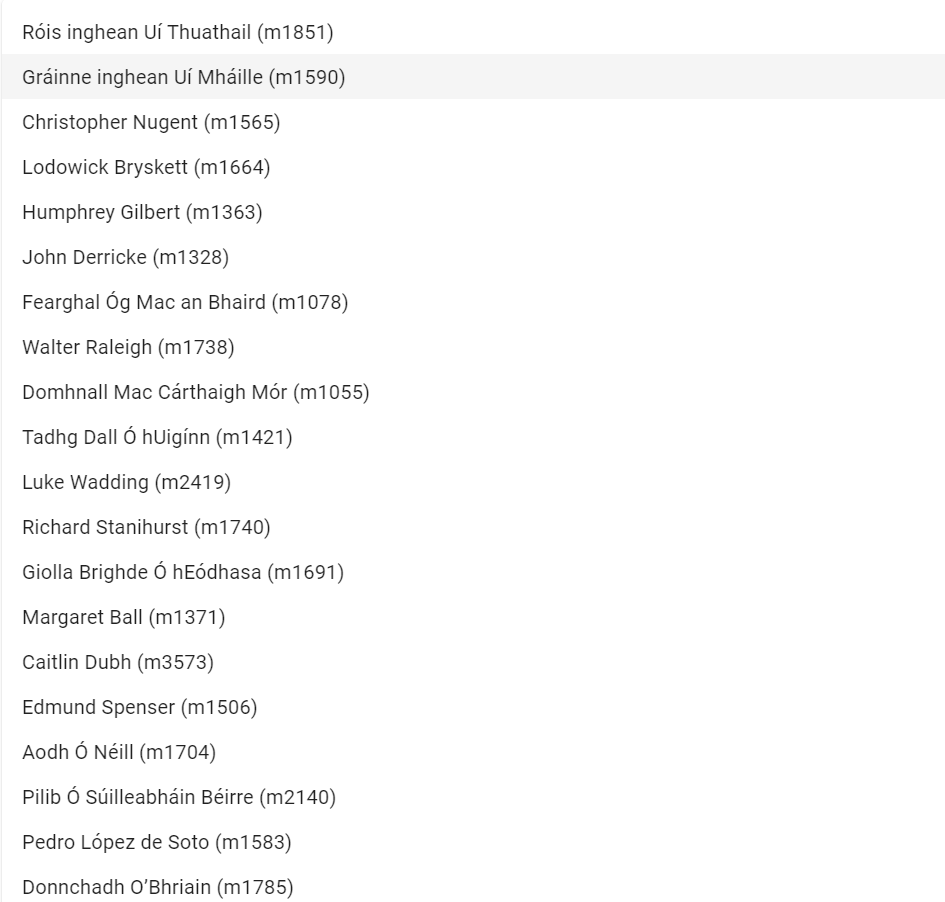 Róis inghean Uí Thuathail (m1851)
Gráinne inghean Uí Mháille (m1590)
Christopher Nugent (m1565)
Lodowick Bryskett (m1664)
Humphrey Gilbert (m1363)
John Derricke (m1328)
Fearghal Óg Mac an Bhaird (m1078)
Walter Raleigh (m1738)
Domhnall Mac Cárthaigh Mór (m1055)
Tadhg Dall Ó hUigínn (m1421)
Luke Wadding (m2419)
Richard Stanihurst (m1740)
Giolla Brighde Ó hEódhasa (m1691)
Margaret Ball (m1371)
Caitlin Dubh (m3573)
Edmund Spenser (m1506)
Aodh Ó Néill (m1704)
Pilib Ó Súilleabháin Béirre (m2140)
Pedro López de Soto (m1583)
Donnchadh O’Bhriain (m1785)